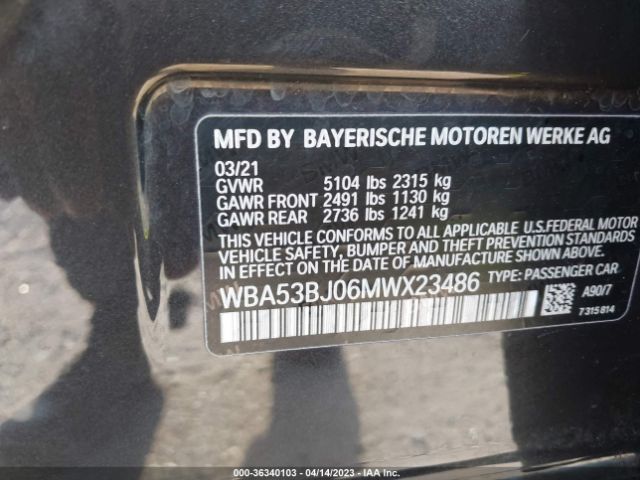 MFD BY BAYERISCHE MOTOREN WERKE AG
03/21
GVWR 5104 lbs 2315 kg
GAWR FRONT 2491 lbs 1130 kg
GAWR REAR 2736 lbs 1241 kg
THIS VEHICLE CONFORMS TO ALL APPLICABLE U.S.FEDERAL MOTOR
VEHICLE SAFETY, BUMPER AND THEFT PREVENTION STANDARDS
IN EFFECT ON THE DATE OF MANUFACTURE SHOWN ABOVE.
WBA53BJ06MWX23486 TYPE: PASSENGER CAR
A90/7
7315814
000-36340103 - 04/14/2023 - IAA Inc.